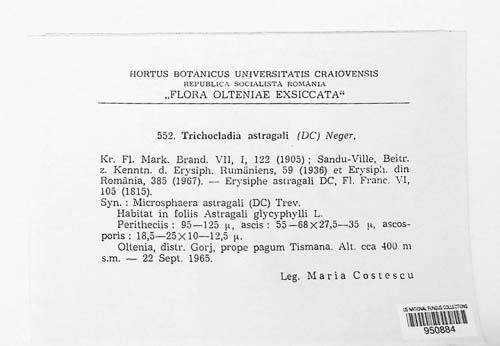 HORTUS BOTANICUS UNIVERSITATIS CRAIOVENSIS
REPUBLICA SOCIALISTA ROMÂNIA
„FLORA OLTENIAE EXSICCATA“
552. Trichocladia astragali (DC) Neger,
Kr. Fl. Mark. Brand. VII, I, 122 (1905) ; Sandu-Ville, Beitr.
z. Kenntn. d. Erysiph. Rumäniens, 59 (1936) et Erysiph. din
România, 385 (1967). — Erysiphe astragali DC, Fl. Franc. VI,
105 (1815).
Syn. : Microsphaera astragali (DC) Trev.
Habitat in foliis Astragali glycyphylli L.
Peritheciis : 95—125 µ, ascis : 55—68×27,5—35 µ, ascos-
poris : 18,5—25×10—12,5 µ.
Oltenia, distr. Gorj, prope pagum Tismana. Alt. cca 400 m
s.m. — 22 Sept. 1965.
Leg. Maria Costescu
US NATIONAL FUNGUS COLLECTIONS
950884